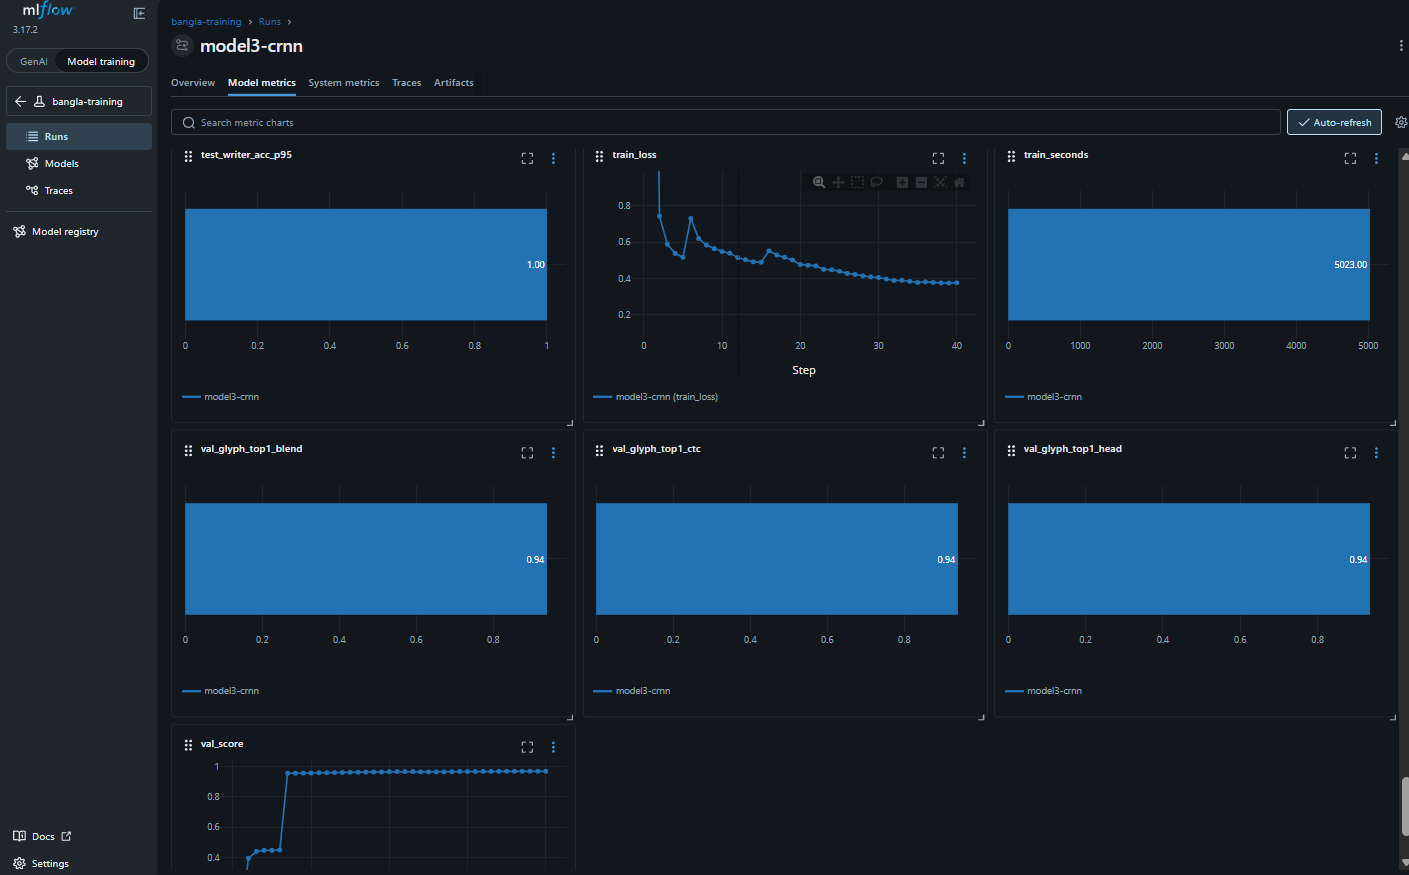 mlflow
3.17.2
GenAI Model training
bangla-training
Runs
Models
Traces
Model registry
Docs
Settings
bangla-training › Runs ›
model3-crnn
Overview Model metrics System metrics Traces Artifacts
Search metric charts
Auto-refresh
test_writer_acc_p95
1.00
0 0.2 0.4 0.6 0.8 1
model3-crnn
train_loss
0.8
0.6
0.4
0.2
0 10 20 30 40
Step
model3-crnn (train_loss)
train_seconds
5023.00
0 1000 2000 3000 4000 5000
model3-crnn
val_glyph_top1_blend
0.94
0 0.2 0.4 0.6 0.8
model3-crnn
val_glyph_top1_ctc
0.94
0 0.2 0.4 0.6 0.8
model3-crnn
val_glyph_top1_head
0.94
0 0.2 0.4 0.6 0.8
model3-crnn
val_score
1
0.8
0.6
0.4